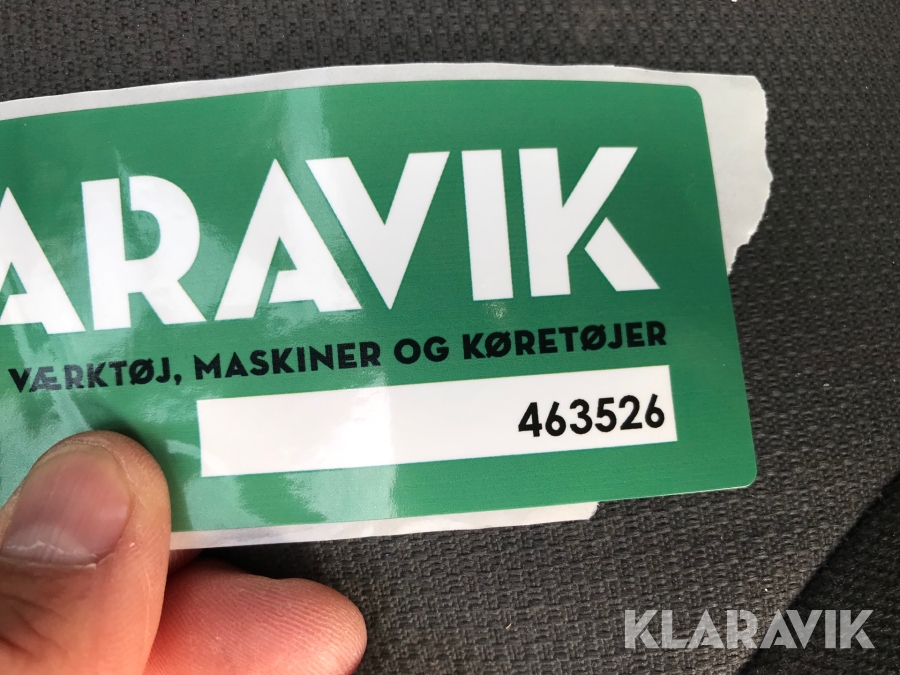 ARAVIK
VÆRKTØJ, MASKINER OG KØRETØJER
463526
KLARAVIK